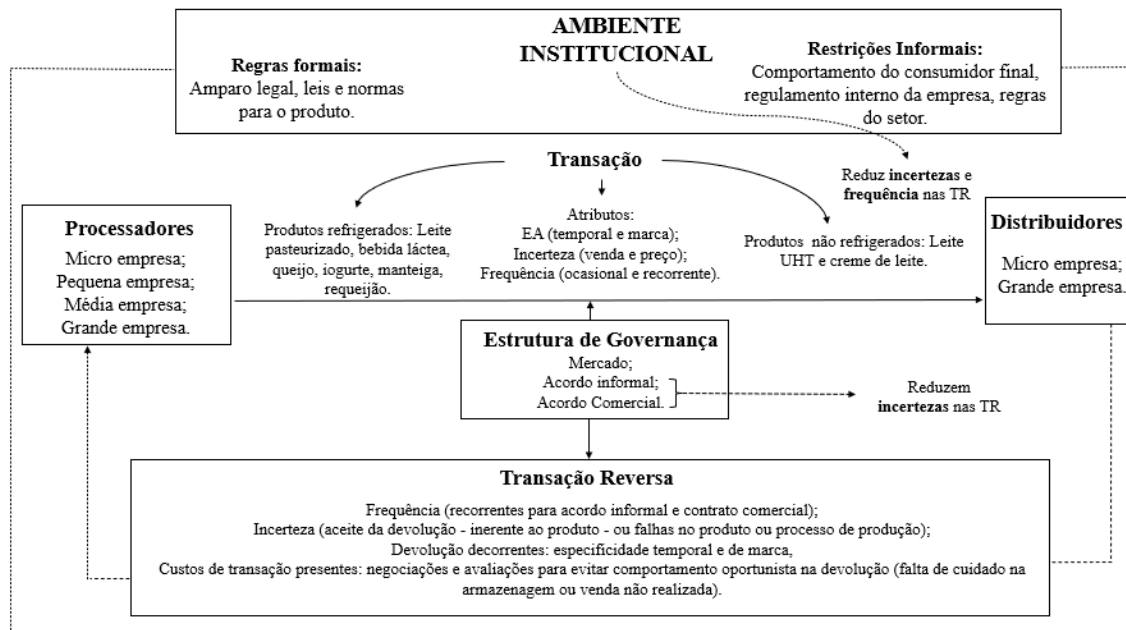 AMBIENTE
INSTITUCIONAL
Regras formais:
Amparo legal, leis e normas
para o produto.
Restrições Informais:
Comportamento do consumidor final,
regulamento interno da empresa, regras
do setor.
Reduz incertezas e
frequência nas TR
Transação
Processadores
Micro empresa;
Pequena empresa;
Média empresa;
Grande empresa.
Produtos refrigerados: Leite
pasteurizado, bebida láctea,
queijo, iogurte, manteiga,
requeijão.
Atributos:
EA (temporal e marca);
Incerteza (venda e preço);
Frequência (ocasional e recorrente).
Produtos não refrigerados: Leite
UHT e creme de leite.
Distribuidores
Micro empresa;
Grande empresa.
Estrutura de Governança
Mercado;
Acordo informal;
Acordo Comercial.
Reduzem
incertezas nas TR
Transação Reversa
Frequência (recorrentes para acordo informal e contrato comercial);
Incerteza (aceite da devolução - inerente ao produto - ou falhas no produto ou processo de produção);
Devolução decorrentes: especificidade temporal e de marca,
Custos de transação presentes: negociações e avaliações para evitar comportamento oportunista na devolução (falta de cuidado na
armazenagem ou venda não realizada).